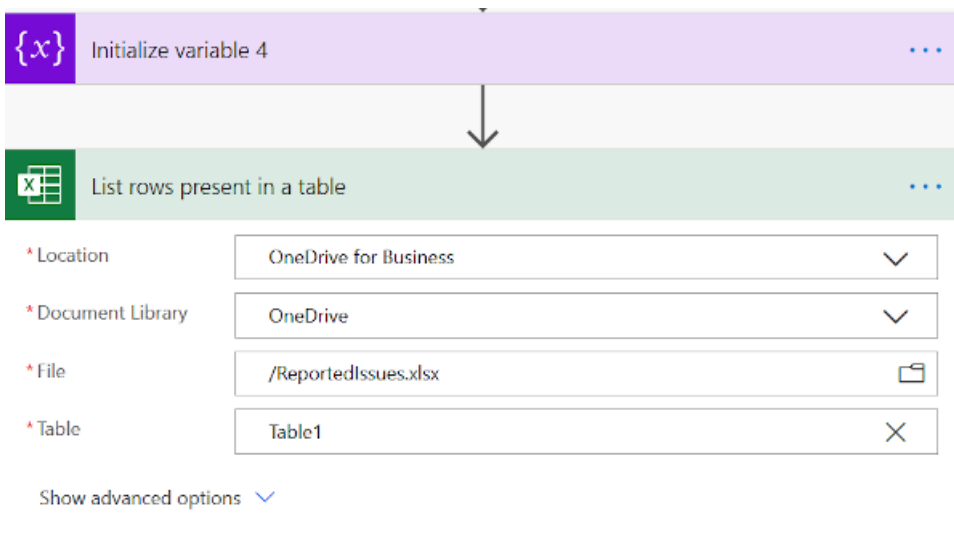 {x} Initialize variable 4
List rows present in a table
* Location OneDrive for Business
* Document Library OneDrive
* File /ReportedIssues.xlsx
* Table Table1
Show advanced options